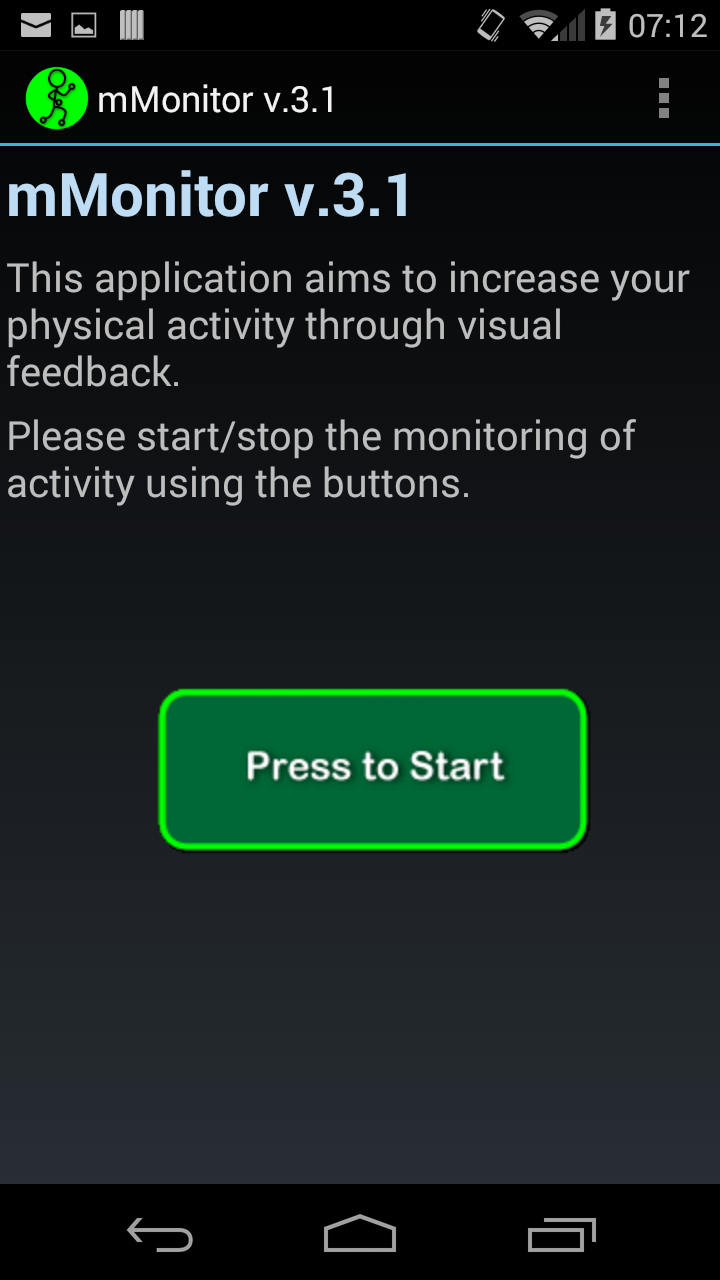 07:12
mMonitor v.3.1
mMonitor v.3.1
This application aims to increase your
physical activity through visual
feedback.
Please start/stop the monitoring of
activity using the buttons.
Press to Start